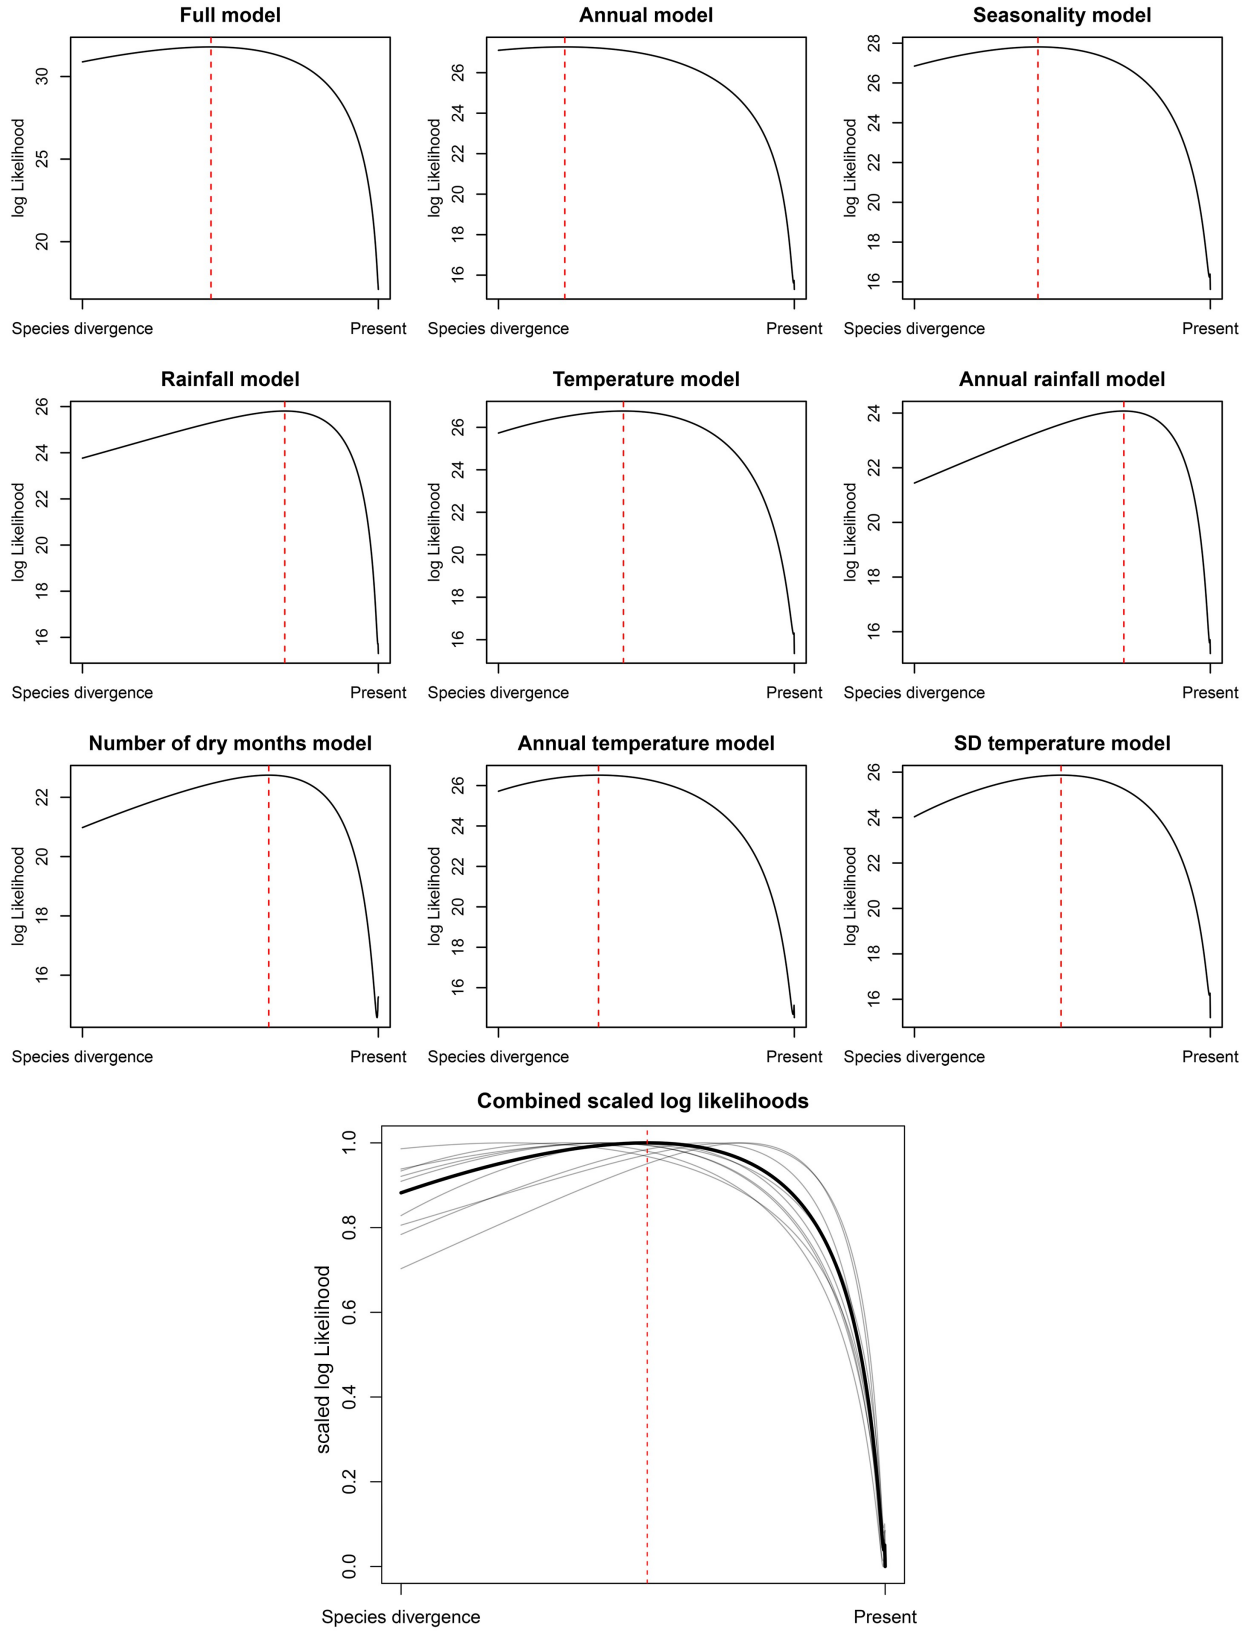 Full model
Annual model
Seasonality model
log Likelihood
30
25
20
Species divergence
Present
log Likelihood
26
24
22
20
18
16
Species divergence
Present
log Likelihood
28
26
24
22
20
18
16
Species divergence
Present
Rainfall model
Temperature model
Annual rainfall model
log Likelihood
26
24
22
20
18
16
Species divergence
Present
log Likelihood
26
24
22
20
18
16
Species divergence
Present
log Likelihood
24
22
20
18
16
Species divergence
Present
Number of dry months model
Annual temperature model
SD temperature model
log Likelihood
22
20
18
16
Species divergence
Present
log Likelihood
26
24
22
20
18
16
Species divergence
Present
log Likelihood
26
24
22
20
18
16
Species divergence
Present
Combined scaled log likelihoods
scaled log Likelihood
1.0
0.8
0.6
0.4
0.2
0.0
Species divergence
Present